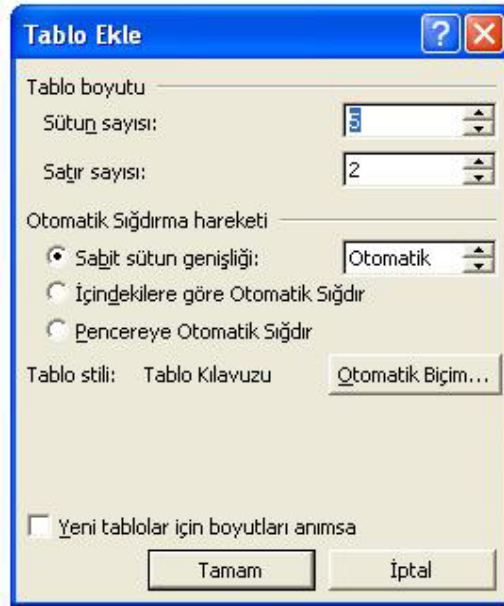 Tablo Ekle
Tablo boyutu
Sütun sayısı: 5
Satır sayısı: 2
Otomatik Sığdırma hareketi
Sabit sütun genişliği: Otomatik
İçindekilere göre Otomatik Sığdır
Pencereye Otomatik Sığdır
Tablo stili: Tablo Kılavuzu Otomatik Biçim...
Yeni tablolar için boyutları anımsa
Tamam İptal